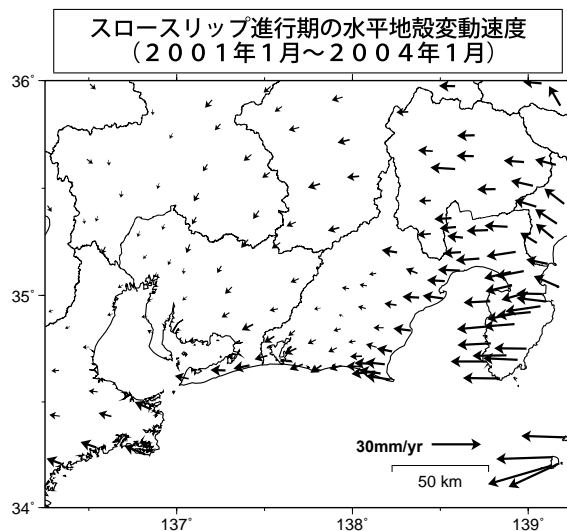 スロースリップ進行期の水平地殻変動速度
(２００１年１月～２００４年１月)
36°
35°
30mm/yr
50 km
34°
137° 138° 139°